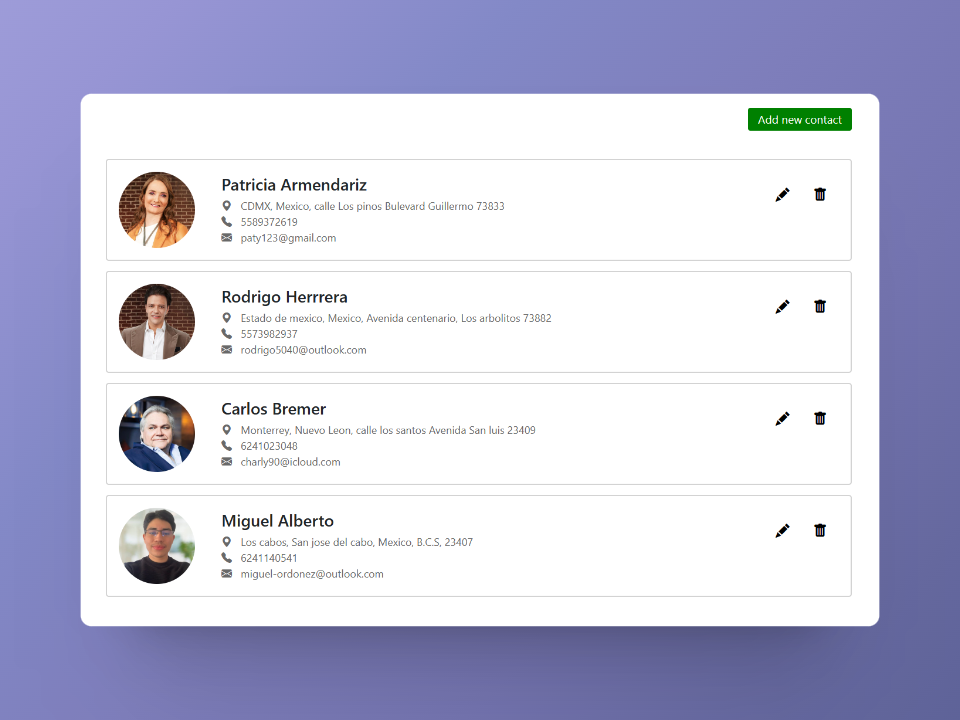 Add new contact
Patricia Armendariz
CDMX, Mexico, calle Los pinos Bulevard Guillermo 73833
5589372619
paty123@gmail.com
Rodrigo Herrrera
Estado de mexico, Mexico, Avenida centenario, Los arbolitos 73882
5573982937
rodrigo5040@outlook.com
Carlos Bremer
Monterrey, Nuevo Leon, calle los santos Avenida San luis 23409
6241023048
charly90@icloud.com
Miguel Alberto
Los cabos, San jose del cabo, Mexico, B.C.S, 23407
6241140541
miguel-ordonez@outlook.com